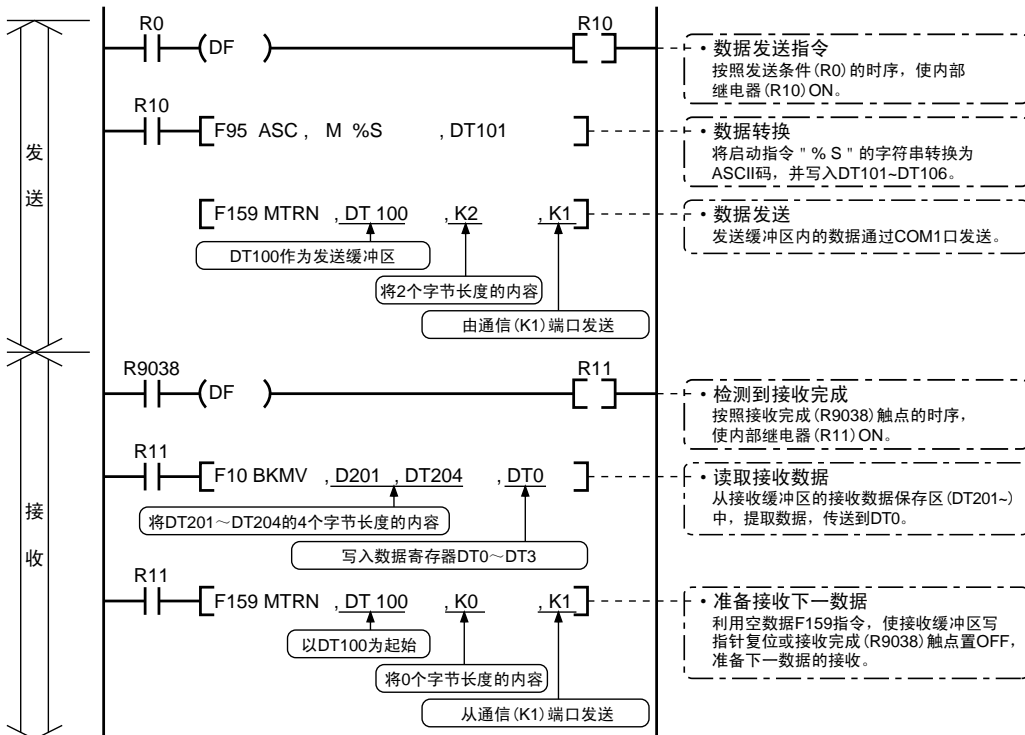 R0
DF
R10
・数据发送指令
按照发送条件(R0)的时序，使内部
继电器(R10)ON。
R10
F95 ASC , M %S , DT101
・数据转换
将启动指令 " % S " 的字符串转换为
ASCII码，并写入DT101~DT106。
发送
F159 MTRN , DT 100 , K2 , K1
・数据发送
发送缓冲区内的数据通过COM1口发送。
DT100作为发送缓冲区
将2个字节长度的内容
由通信(K1)端口发送
R9038
DF
R11
・检测到接收完成
按照接收完成(R9038)触点的时序，
使内部继电器(R11)ON。
R11
F10 BKMV , D201 , DT204 , DT0
・读取接收数据
从接收缓冲区的接收数据保存区(DT201~)
中，提取数据，传送到DT0。
接收
将DT201～DT204的4个字节长度的内容
写入数据寄存器DT0～DT3
R11
F159 MTRN , DT 100 , K0 , K1
・准备接收下一数据
利用空数据F159指令，使接收缓冲区写
指针复位或接收完成(R9038)触点置OFF，
准备下一数据的接收。
以DT100为起始
将0个字节长度的内容
从通信(K1)端口发送